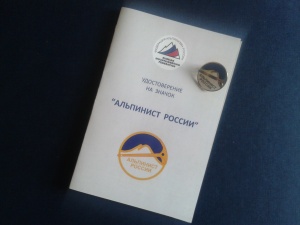 УДОСТОВЕРЕНИЕ
НА ЗНАЧОК
"АЛЬПИНИСТ РОССИИ"
АЛЬПИНИСТ
РОССИИ